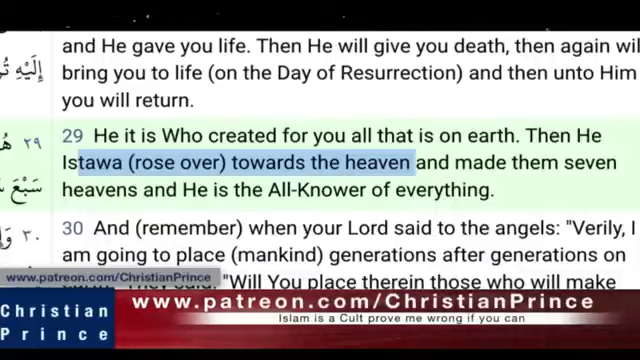 and He gave you life. Then He will give you death, then again will
bring you to life (on the Day of Resurrection) and then unto Him
you will return.
٢٩
29 He it is Who created for you all that is on earth. Then He
Istawa (rose over) towards the heaven and made them seven
heavens and He is the All-Knower of everything.
٣٠
30 And (remember) when your Lord said to the angels: "Verily, I
am going to place (mankind) generations after generations on
www.patreon.com/ChristianPrince
"Will You place therein those who will make
Christian
Prince
www.patreon.com/ChristianPrince
Islam is a Cult prove me wrong if you can